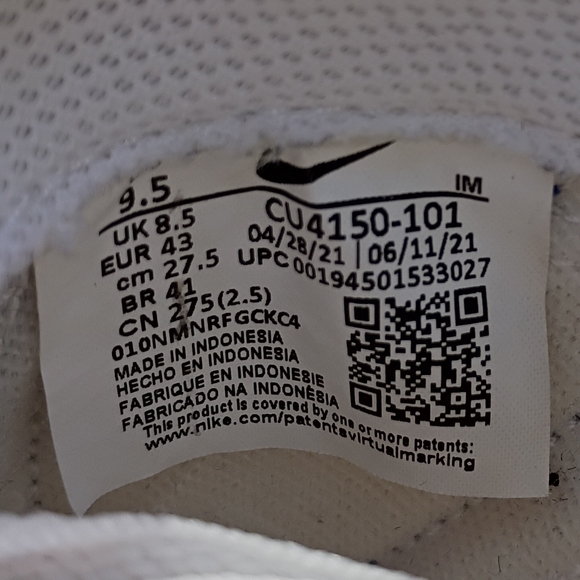 9.5
IM
UK 8.5
EUR 43
cm 27.5
BR 41
CN 275(2.5)
CU4150-101
04/28/21 | 06/11/21
UPC 00194501533027
010NMNRFGCKC4
MADE IN INDONESIA
HECHO EN INDONESIA
FABRIQUE EN INDONESIE
FABRICADO NA INDONÉSIA
This product is covered by one or more patents:
www.nike.com/patentsvirtualmarking